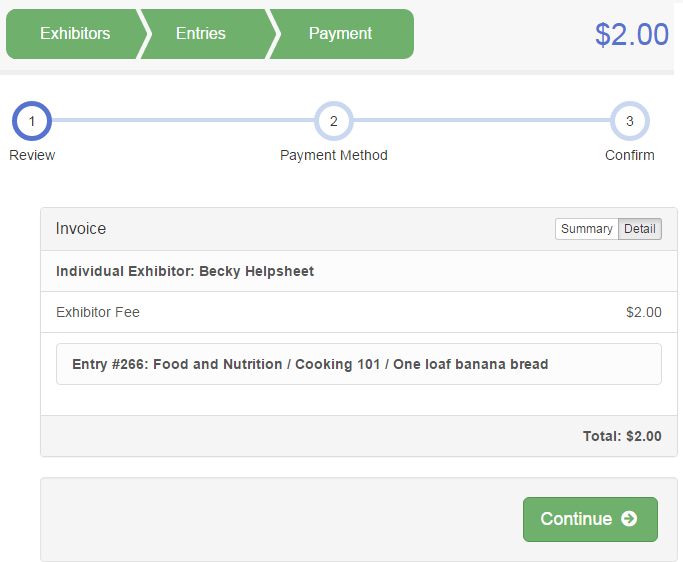 Exhibitors Entries Payment $2.00
1 2 3
Review Payment Method Confirm
Invoice Summary Detail
Individual Exhibitor: Becky Helpsheet
Exhibitor Fee $2.00
Entry #266: Food and Nutrition / Cooking 101 / One loaf banana bread
Total: $2.00
Continue